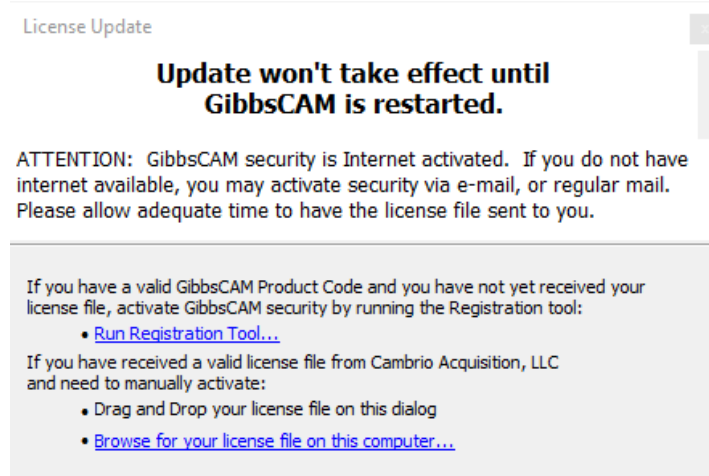 License Update
x
Update won't take effect until
GibbsCAM is restarted.
ATTENTION:  GibbsCAM security is Internet activated.  If you do not have
internet available, you may activate security via e-mail, or regular mail.
Please allow adequate time to have the license file sent to you.
If you have a valid GibbsCAM Product Code and you have not yet received your
license file, activate GibbsCAM security by running the Registration tool:
• Run Registration Tool...
If you have received a valid license file from Cambrio Acquisition, LLC
and need to manually activate:
• Drag and Drop your license file on this dialog
• Browse for your license file on this computer...